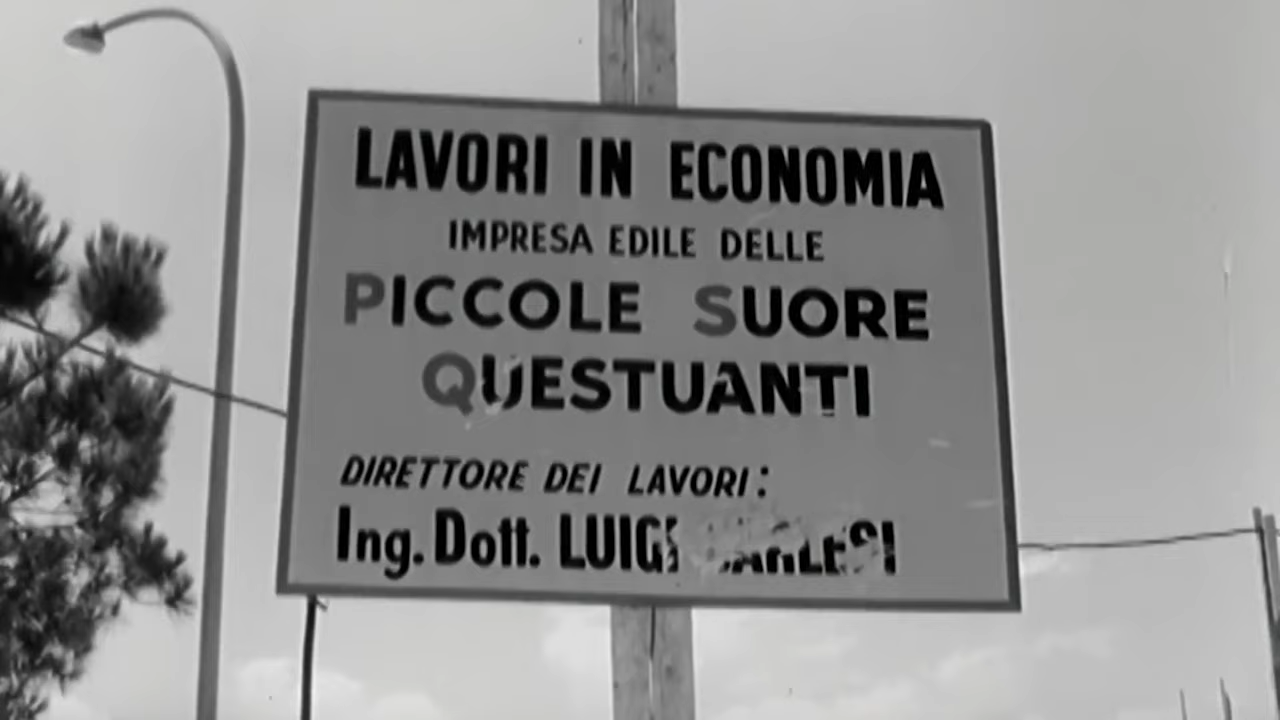 LAVORI IN ECONOMIA
IMPRESA EDILE DELLE
PICCOLE SUORE
QUESTUANTI
DIRETTORE DEI LAVORI:
Ing. Dott. LUIGI